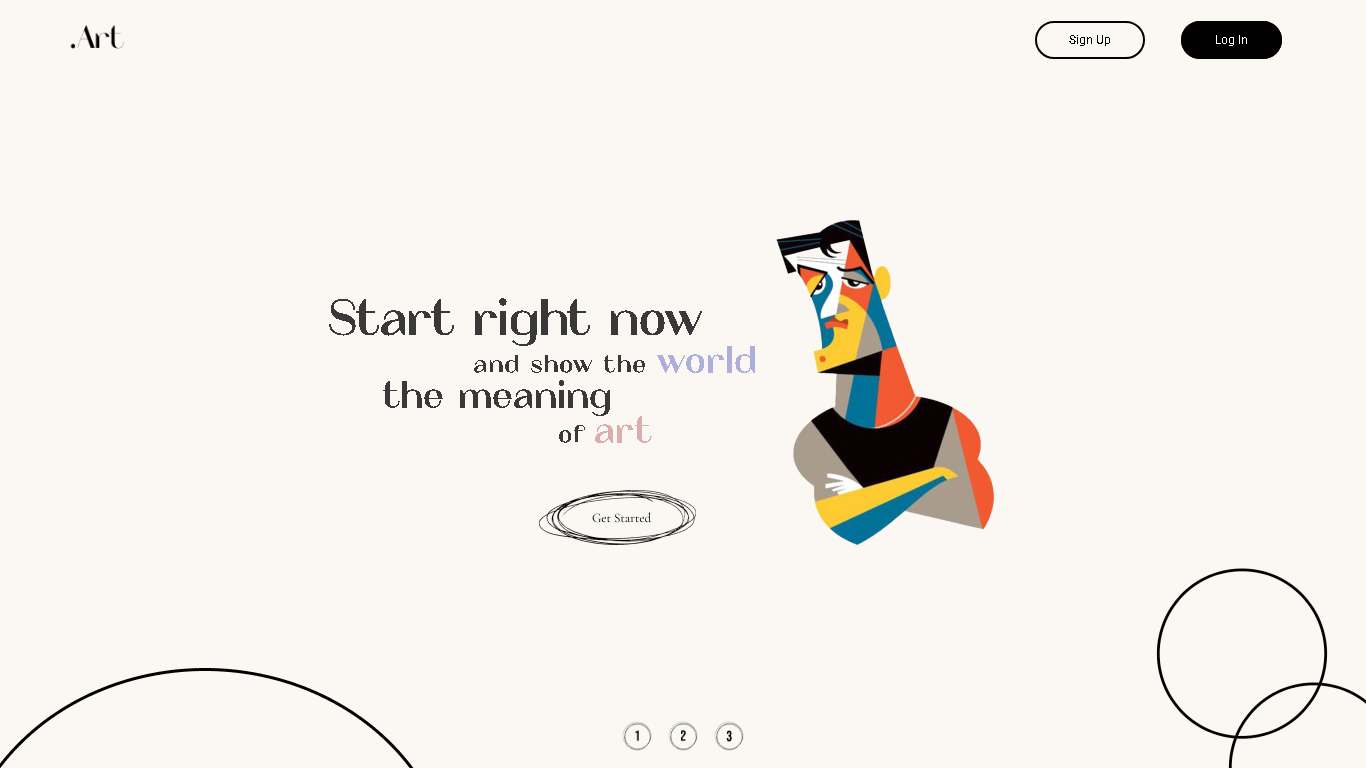 .Art
Sign Up
Log In
Start right now
and show the world
the meaning
of art
Get Started
1 2 3